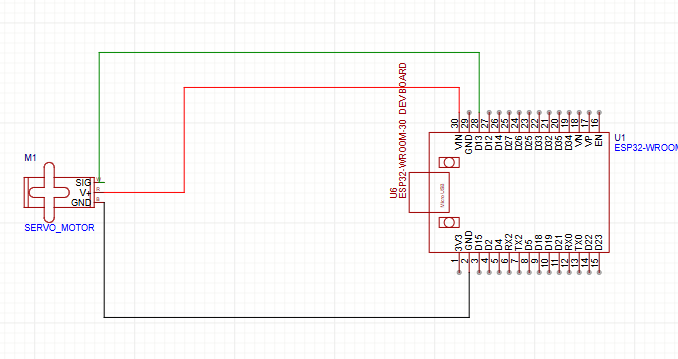 30 29 28 27 26 25 24 23 22 21 20 19 18 17 16
VIN GND D13 D12 D14 D27 D26 D25 D33 D32 D35 D34 VN VP EN
U1
ESP32-WROOM
U6
ESP32-WROOM-30 DEVBOARD
Micro USB
M1
SIG
V+
GND
SERVO_MOTOR
3V3 GND D15 D2 D4 RX2 TX2 D5 D18 D19 D21 RX0 TX0 D22 D23
1 2 3 4 5 6 7 8 9 10 11 12 13 14 15